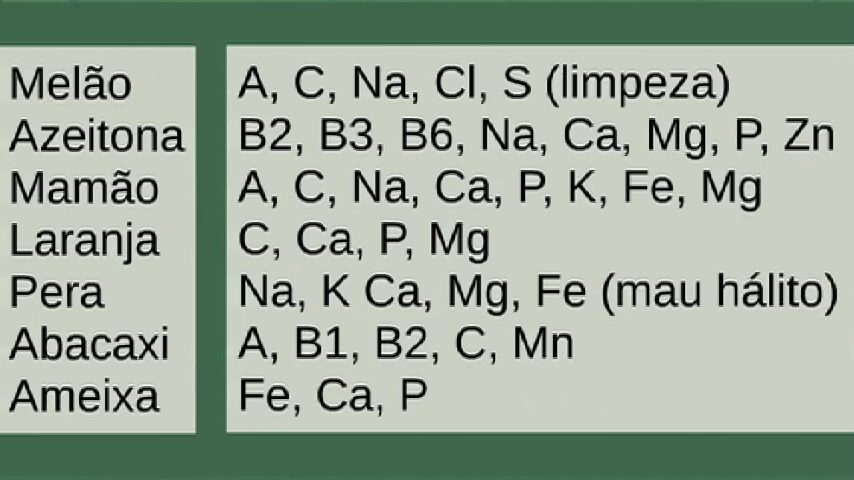 Melão A, C, Na, Cl, S (limpeza)
Azeitona B2, B3, B6, Na, Ca, Mg, P, Zn
Mamão A, C, Na, Ca, P, K, Fe, Mg
Laranja C, Ca, P, Mg
Pera Na, K Ca, Mg, Fe (mau hálito)
Abacaxi A, B1, B2, C, Mn
Ameixa Fe, Ca, P